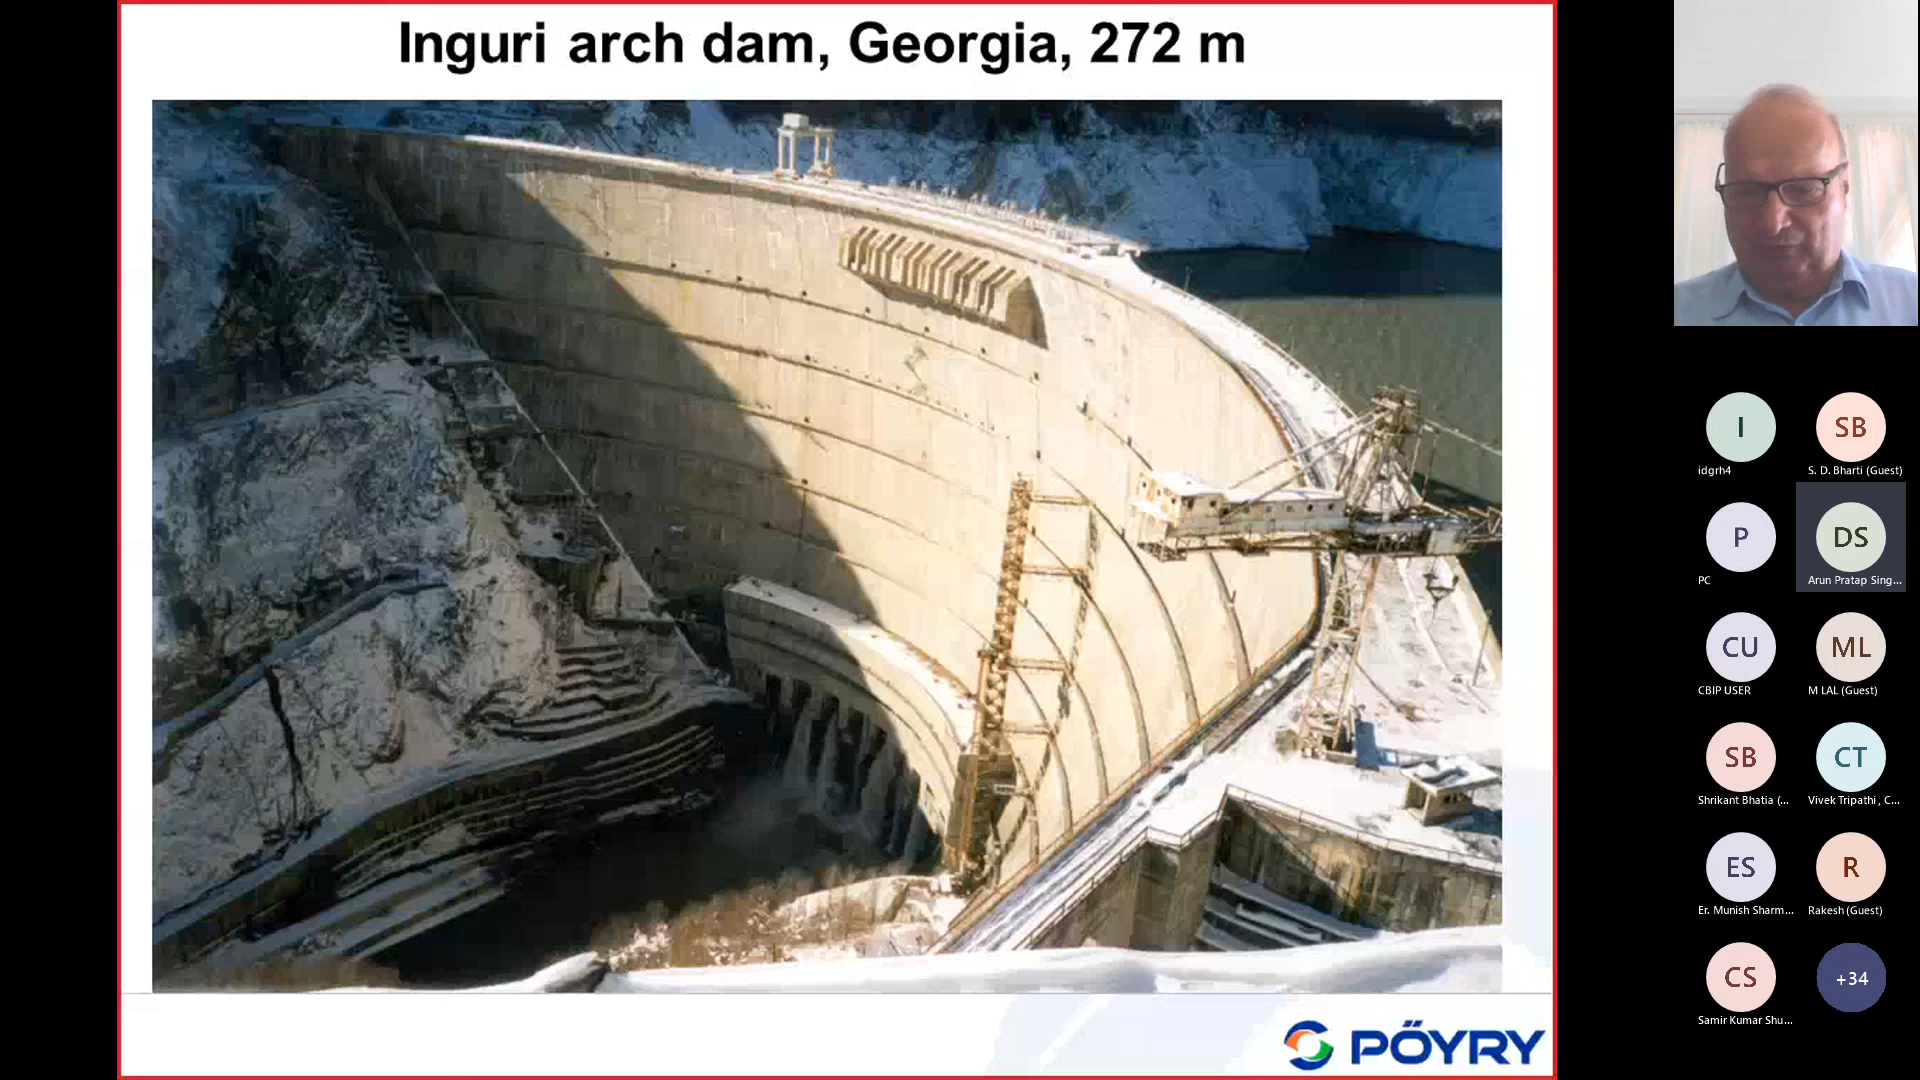 Inguri arch dam, Georgia, 272 m
PÖYRY
I
idgrh4
SB
S. D. Bharti (Guest)
P
PC
DS
Arun Pratap Sing...
CU
CBIP USER
ML
M LAL (Guest)
SB
Shrikant Bhatia (...
CT
Vivek Tripathi , C...
ES
Er. Munish Sharm...
R
Rakesh (Guest)
CS
Samir Kumar Shu...
+34